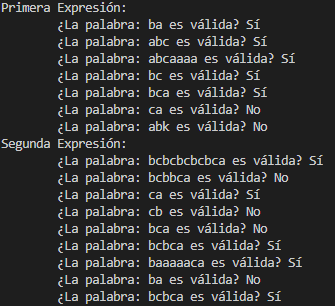 Primera Expresión:
¿La palabra: ba es válida? Sí
¿La palabra: abc es válida? Sí
¿La palabra: abcaaaa es válida? Sí
¿La palabra: bc es válida? Sí
¿La palabra: bca es válida? Sí
¿La palabra: ca es válida? No
¿La palabra: abk es válida? No
Segunda Expresión:
¿La palabra: bcbcbcbcbca es válida? Sí
¿La palabra: bcbbca es válida? No
¿La palabra: ca es válida? Sí
¿La palabra: cb es válida? No
¿La palabra: bca es válida? No
¿La palabra: bcbca es válida? Sí
¿La palabra: baaaaaca es válida? Sí
¿La palabra: ba es válida? No
¿La palabra: bcbca es válida? Sí